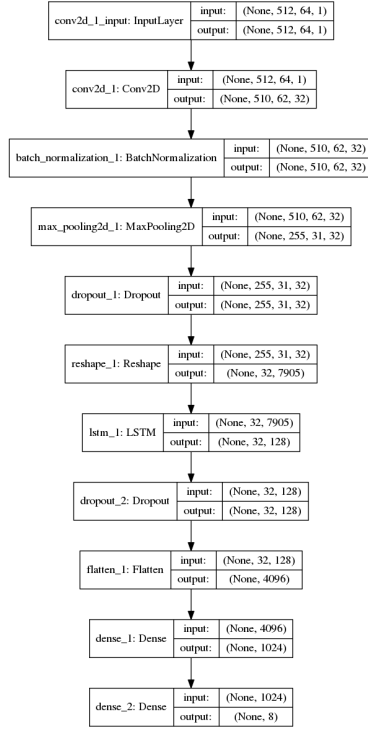 conv2d_1_input: InputLayer
input: (None, 512, 64, 1)
output: (None, 512, 64, 1)
conv2d_1: Conv2D
input: (None, 512, 64, 1)
output: (None, 510, 62, 32)
batch_normalization_1: BatchNormalization
input: (None, 510, 62, 32)
output: (None, 510, 62, 32)
max_pooling2d_1: MaxPooling2D
input: (None, 510, 62, 32)
output: (None, 255, 31, 32)
dropout_1: Dropout
input: (None, 255, 31, 32)
output: (None, 255, 31, 32)
reshape_1: Reshape
input: (None, 255, 31, 32)
output: (None, 32, 7905)
lstm_1: LSTM
input: (None, 32, 7905)
output: (None, 32, 128)
dropout_2: Dropout
input: (None, 32, 128)
output: (None, 32, 128)
flatten_1: Flatten
input: (None, 32, 128)
output: (None, 4096)
dense_1: Dense
input: (None, 4096)
output: (None, 1024)
dense_2: Dense
input: (None, 1024)
output: (None, 8)